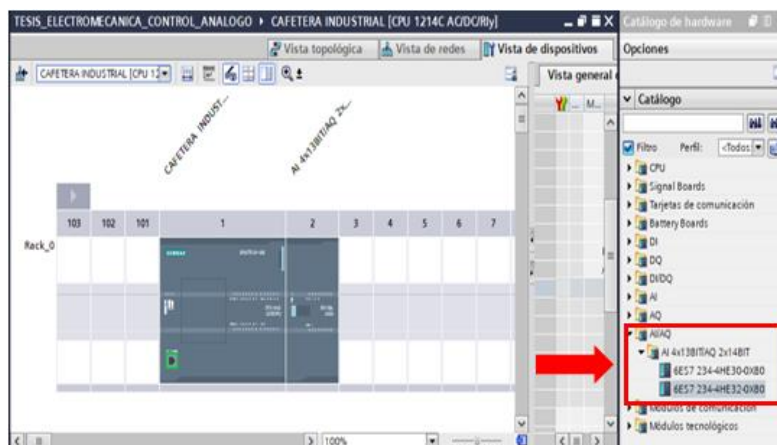 TESIS_ELECTROMECANICA_CONTROL_ANALOGO ▸ CAFETERA INDUSTRIAL [CPU 1214C AC/DC/Rly]
Vista topológica
Vista de redes
Vista de dispositivos
CAFETERA INDUSTRIAL [CPU 12
Vista general
M...
CAFETERA INDUST...
AI 4x13BIT/AQ 2x...
103 102 101 1 2 3 4 5 6 7
Rack_0
SIEMENS
100%
Catálogo de hardware
Opciones
Catálogo
Filtro
Perfil:
<Todos
CPU
Signal Boards
Tarjetas de comunicación
Battery Boards
DI
DQ
DI/DQ
AI
AQ
AI/AQ
AI 4x13BIT/AQ 2x14BIT
6ES7 234-4HE30-0XB0
6ES7 234-4HE32-0XB0
Módulos de comunicación
Módulos tecnológicos